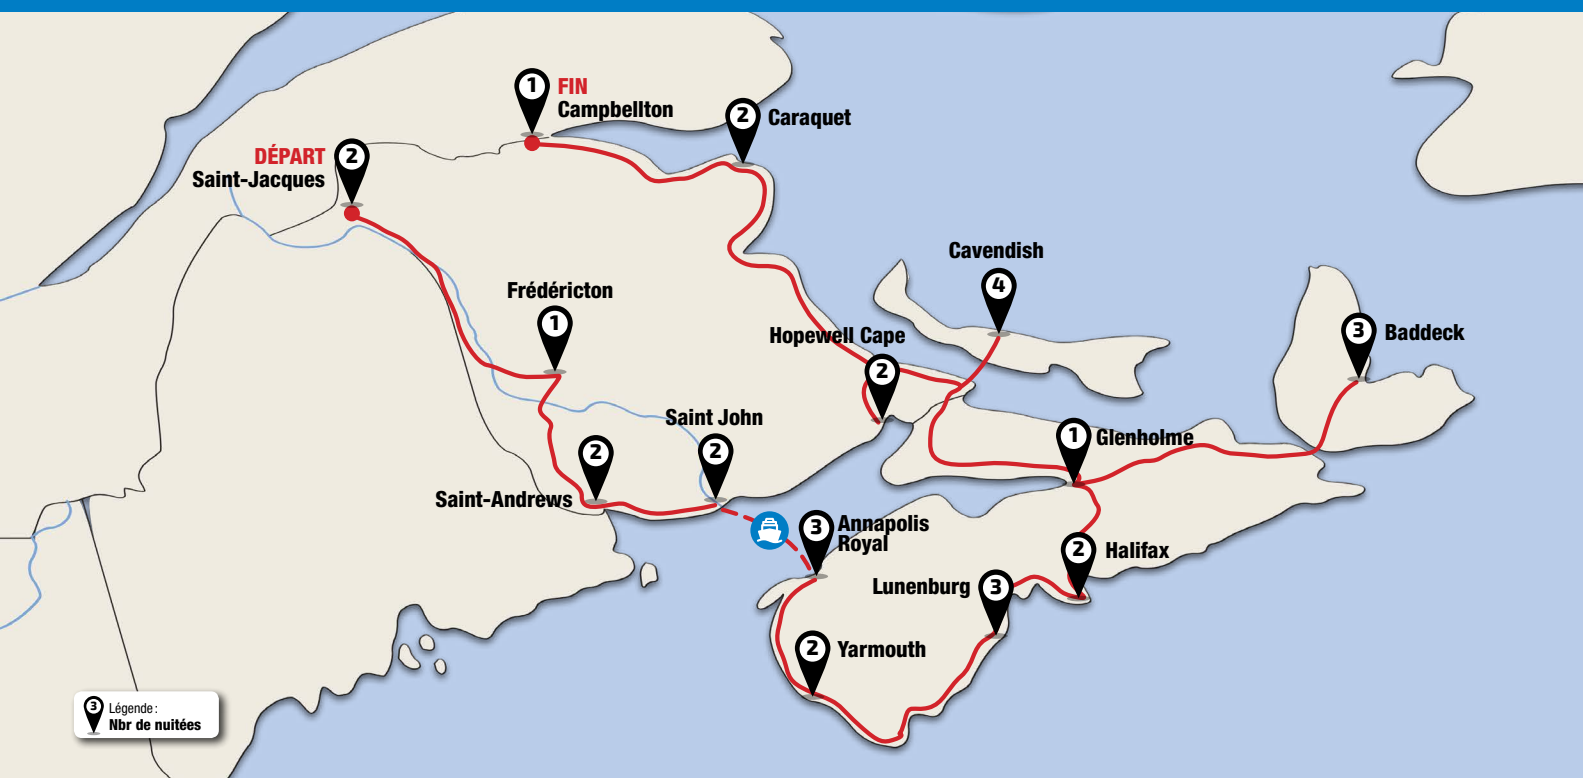 1
FIN
Campbellton
2
Caraquet
DÉPART
2
Saint-Jacques
Cavendish
4
Frédéricton
1
Hopewell Cape
2
3
Baddeck
Saint John
2
1
Glenholme
2
Saint-Andrews
3
Annapolis
Royal
2
Halifax
Lunenburg
3
2
Yarmouth
3
Légende :
Nbr de nuitées